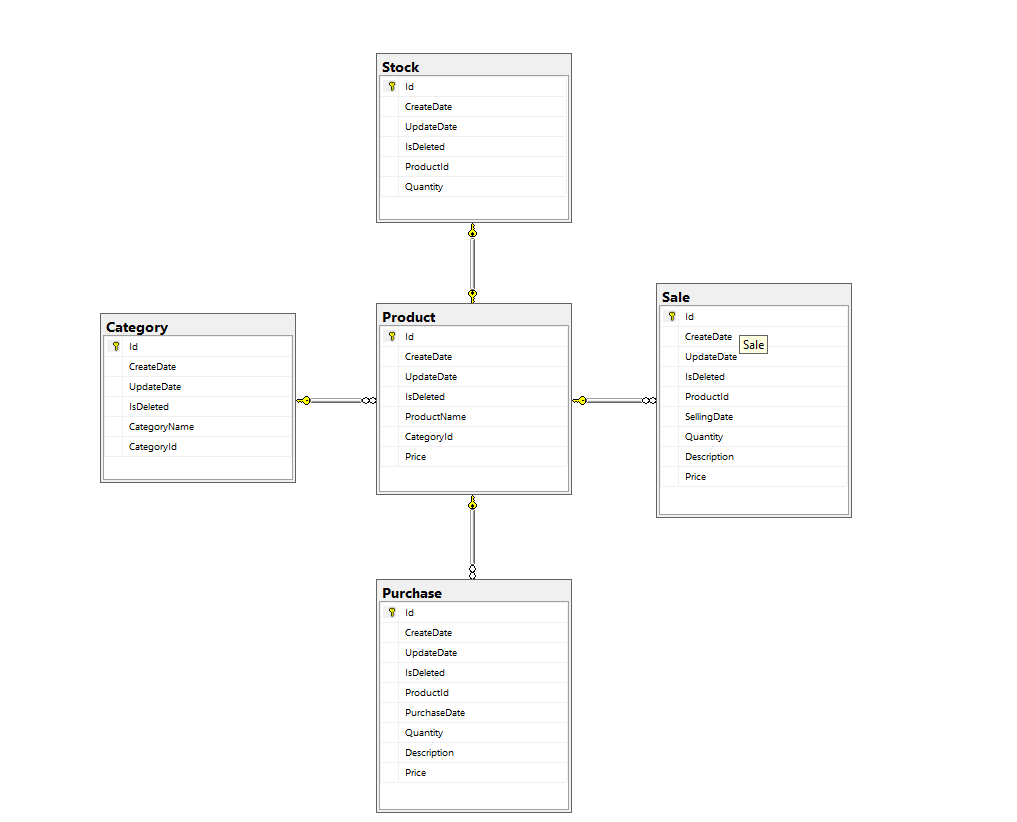 Stock
Id
CreateDate
UpdateDate
IsDeleted
ProductId
Quantity
Category
Id
CreateDate
UpdateDate
IsDeleted
CategoryName
CategoryId
Product
Id
CreateDate
UpdateDate
IsDeleted
ProductName
CategoryId
Price
Sale
Id
CreateDate
Sale
UpdateDate
IsDeleted
ProductId
SellingDate
Quantity
Description
Price
Purchase
Id
CreateDate
UpdateDate
IsDeleted
ProductId
PurchaseDate
Quantity
Description
Price